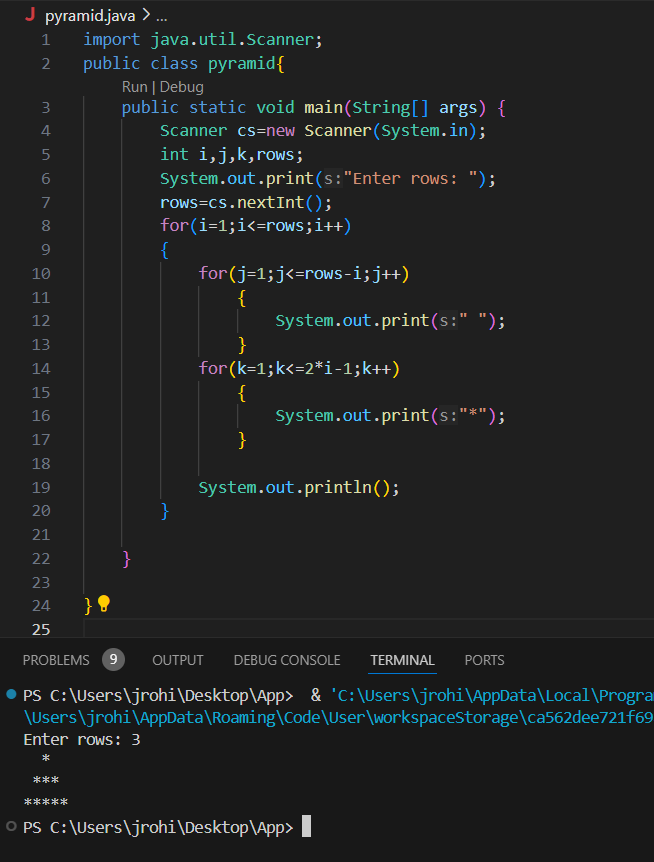 J pyramid.java > ...
1 import java.util.Scanner;
2 public class pyramid{
Run | Debug
3 public static void main(String[] args) {
4 Scanner cs=new Scanner(System.in);
5 int i,j,k,rows;
6 System.out.print(s:"Enter rows: ");
7 rows=cs.nextInt();
8 for(i=1;i<=rows;i++)
9 {
10 for(j=1;j<=rows-i;j++)
11 {
12 System.out.print(s:" ");
13 }
14 for(k=1;k<=2*i-1;k++)
15 {
16 System.out.print(s:"*");
17 }
18
19 System.out.println();
20 }
21
22 }
23
24 }
25
PROBLEMS 9 OUTPUT DEBUG CONSOLE TERMINAL PORTS
PS C:\Users\jrohi\Desktop\App>  & 'C:\Users\jrohi\AppData\Local\Progra
\Users\jrohi\AppData\Roaming\Code\User\workspaceStorage\ca562dee721f69
Enter rows: 3
  *
 ***
*****
PS C:\Users\jrohi\Desktop\App>